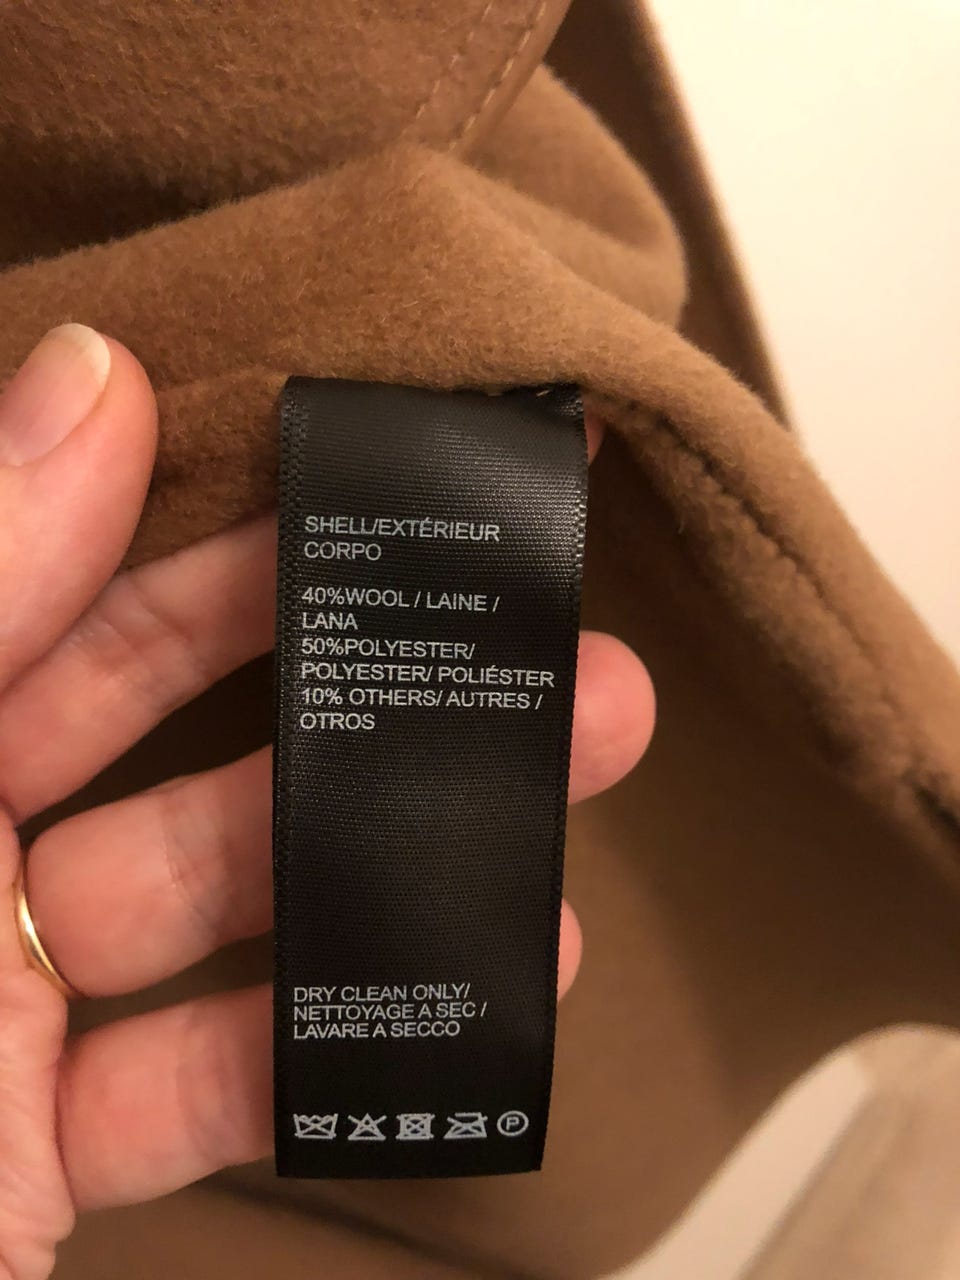 SHELL/EXTÉRIEUR
CORPO
40%WOOL / LAINE /
LANA
50%POLYESTER/
POLYESTER/ POLIÉSTER
10% OTHERS/ AUTRES /
OTROS
DRY CLEAN ONLY/
NETTOYAGE A SEC /
LAVARE A SECCO
P